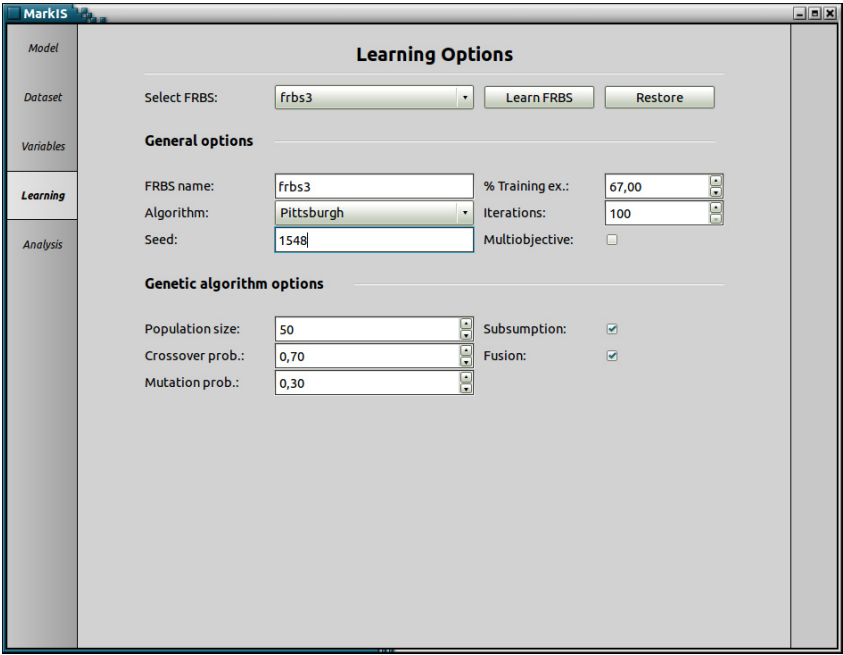 MarkIS
Model
Dataset
Variables
Learning
Analysis
Learning Options
Select FRBS: frbs3 Learn FRBS Restore
General options
FRBS name: frbs3 % Training ex.: 67,00
Algorithm: Pittsburgh Iterations: 100
Seed: 1548 Multiobjective:
Genetic algorithm options
Population size: 50 Subsumption:
Crossover prob.: 0,70 Fusion:
Mutation prob.: 0,30